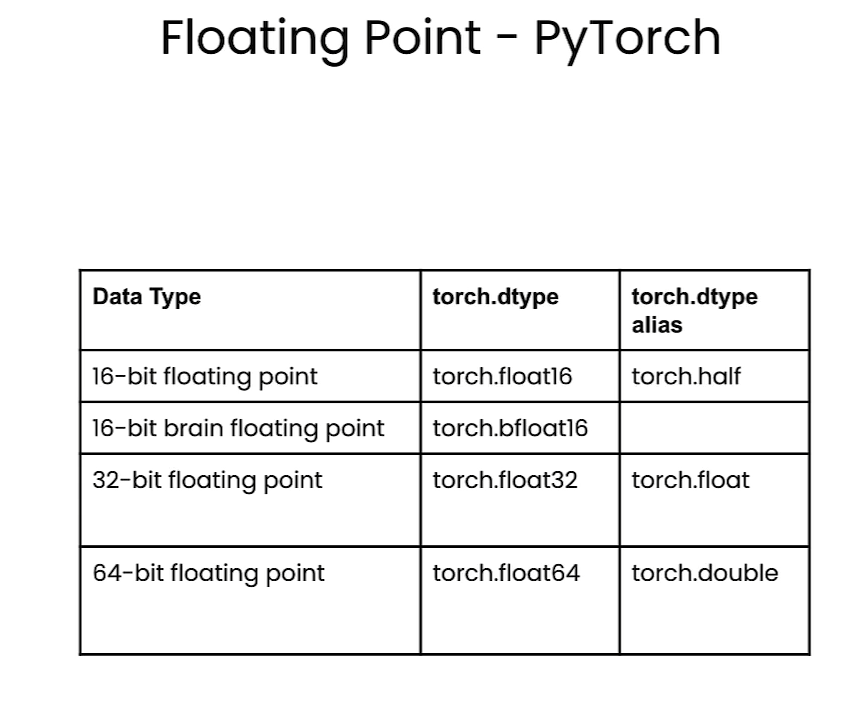 Floating Point - PyTorch
Data Type torch.dtype torch.dtype alias
16-bit floating point torch.float16 torch.half
16-bit brain floating point torch.bfloat16
32-bit floating point torch.float32 torch.float
64-bit floating point torch.float64 torch.double